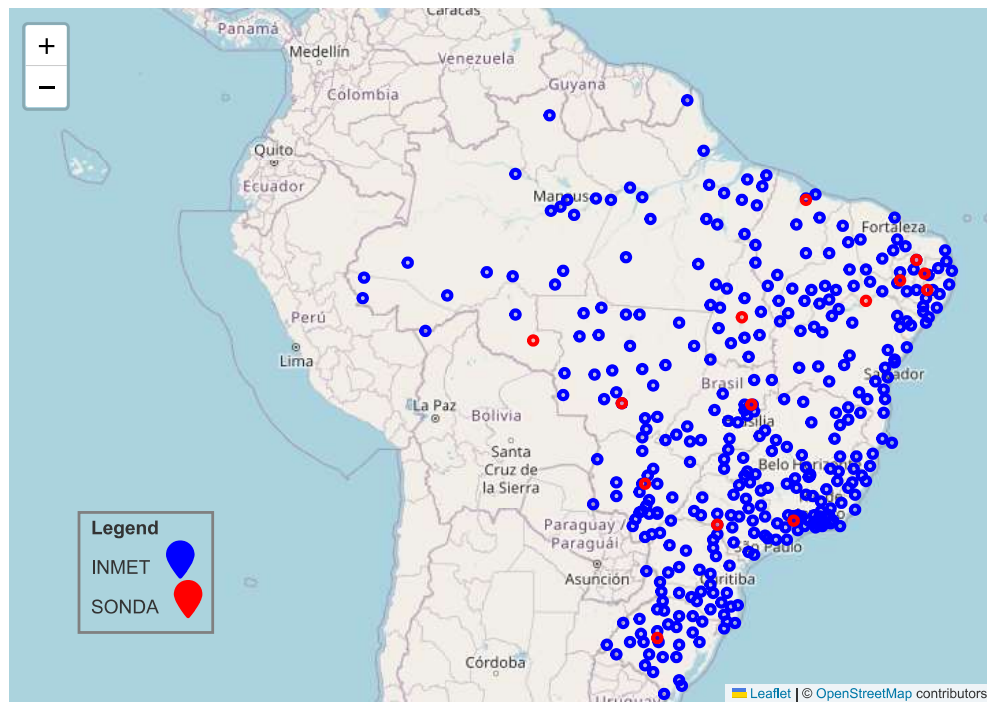 Caracas
+
−
Panamá
Medellín
Venezuela
Guyana
Colombia
Quito
Ecuador
Manaus
Fortaleza
Perú
Lima
Brasil
Salvador
La Paz
Bolivia
Brasília
Santa
Cruz de
la Sierra
Belo Horizonte
Legend
INMET
SONDA
Paraguay /
Paraguái
São Paulo
Asunción
Curitiba
Córdoba
Uruguay
Leaflet | © OpenStreetMap contributors